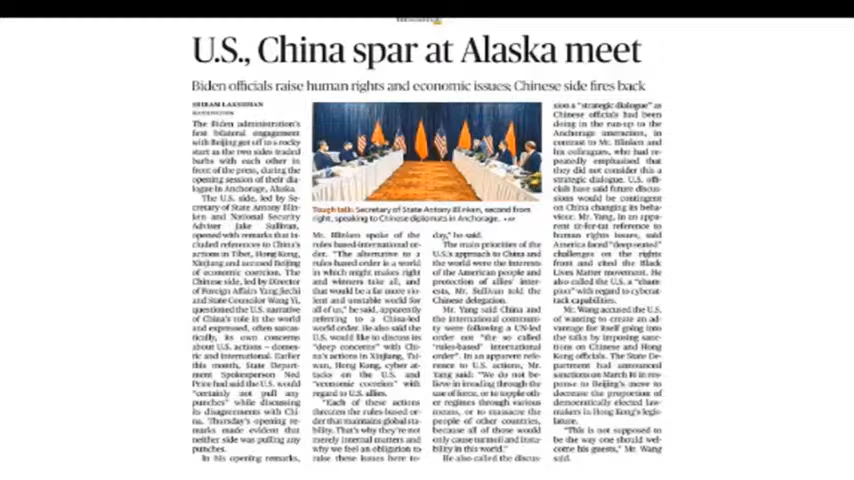 U.S., China spar at Alaska meet
Biden officials raise human rights and economic issues; Chinese side fires back
SRIRAM LAKSHMAN
WASHINGTON
The Biden administration's
first bilateral engagement
with Beijing got off to a rocky
start as the two sides traded
barbs with each other in
front of the press, during the
opening session of their dia-
logue in Anchorage, Alaska.
The U.S. side, led by Se-
cretary of State Antony Blin-
ken and National Security
Adviser Jake Sullivan,
opened with remarks that in-
cluded references to China's
actions in Tibet, Hong Kong,
Xinjiang and accused Beijing
of economic coercion. The
Chinese side, led by Director
of Foreign Affairs Yang Jiechi
and State Councilor Wang Yi,
questioned the U.S. narrative
of China's role in the world
and expressed, often sarcas-
tically, its own concerns
about U.S. actions – domes-
tic and international. Earlier
this month, State Depart-
ment Spokesperson Ned
Price had said the U.S. would
"certainly not pull any
punches" while discussing
its disagreements with Chi-
na. Thursday's opening re-
marks made evident that
neither side was pulling any
punches.
In his opening remarks,
Tough talk: Secretary of State Antony Blinken, second from
right, speaking to Chinese diplomats in Anchorage. • AP
Mr. Blinken spoke of the
rules based-international or-
der. "The alternative to a
rules-based order is a world
in which might makes right
and winners take all, and
that would be a far more vio-
lent and unstable world for
all of us," he said, apparently
referring to a China-led
world order. He also said the
U.S. would like to discuss its
"deep concerns" with Chi-
na's actions in Xinjiang, Tai-
wan, Hong Kong, cyber at-
tacks on the U.S. and
"economic coercion" with
regard to U.S. allies.
"Each of these actions
threaten the rules-based or-
der that maintains global sta-
bility. That's why they're not
merely internal matters and
why we feel an obligation to
raise these issues here to-
day," he said.
The main priorities of the
U.S.'s approach to China and
the world were the interests
of the American people and
protection of allies' inter-
ests, Mr. Sullivan told the
Chinese delegation.
Mr. Yang said China and
the international communi-
ty were following a UN-led
order not "the so called
"rules-based" international
order". In an apparent refe-
rence to U.S. actions, Mr.
Yang said: "We do not be-
lieve in invading through the
use of force, or to topple oth-
er regimes through various
means, or to massacre the
people of other countries,
because all of those would
only cause turmoil and insta-
bility in this world."
He also called the discus-
sion a "strategic dialogue" as
Chinese officials had been
doing in the run-up to the
Anchorage interaction, in
contrast to Mr. Blinken and
his colleagues, who had re-
peatedly emphasised that
they did not consider this a
strategic dialogue. U.S. offi-
cials have said future discus-
sions would be contingent
on China changing its beha-
viour. Mr. Yang, in an appa-
rent tit-for-tat reference to
human rights issues, said
America faced "deep seated"
challenges on the rights
front and cited the Black
Lives Matter movement. He
also called the U.S. a "cham-
pion" with regard to cyberat-
tack capabilities.
Mr. Wang accused the U.S.
of wanting to create an ad-
vantage for itself going into
the talks by imposing sanc-
tions on Chinese and Hong
Kong officials. The State De-
partment had announced
sanctions on March 16 in res-
ponse to Beijing's move to
decrease the proportion of
democratically elected law-
makers in Hong Kong's legis-
lature.
"This is not supposed to
be the way one should wel-
come his guests," Mr. Wang
said.